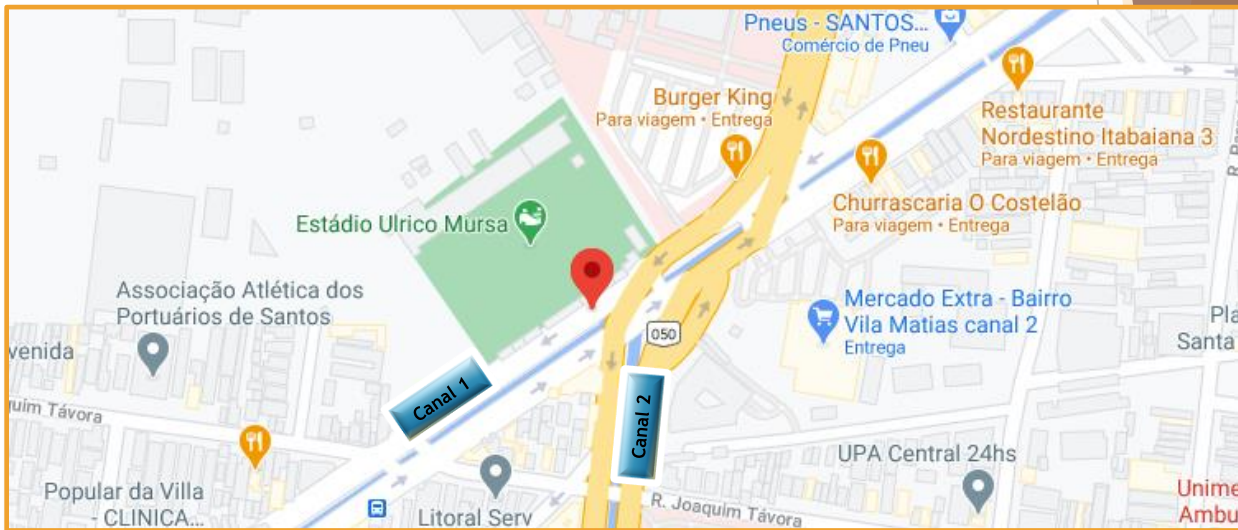 Pneus - SANTOS...
Comércio de Pneu
Burger King
Para viagem • Entrega
Restaurante
Nordestino Itabaiana 3
Para viagem • Entrega
Churrascaria O Costelão
Para viagem • Entrega
Estádio Ulrico Mursa
Associação Atlética dos
Portuários de Santos
Mercado Extra - Bairro
Vila Matias canal 2
Entrega
050
Plá
Santa
venida
Canal 1
Canal 2
quim Távora
UPA Central 24hs
Popular da Villa
- CLINICA...
Litoral Serv
R. Joaquim Távora
Unime
Ambu